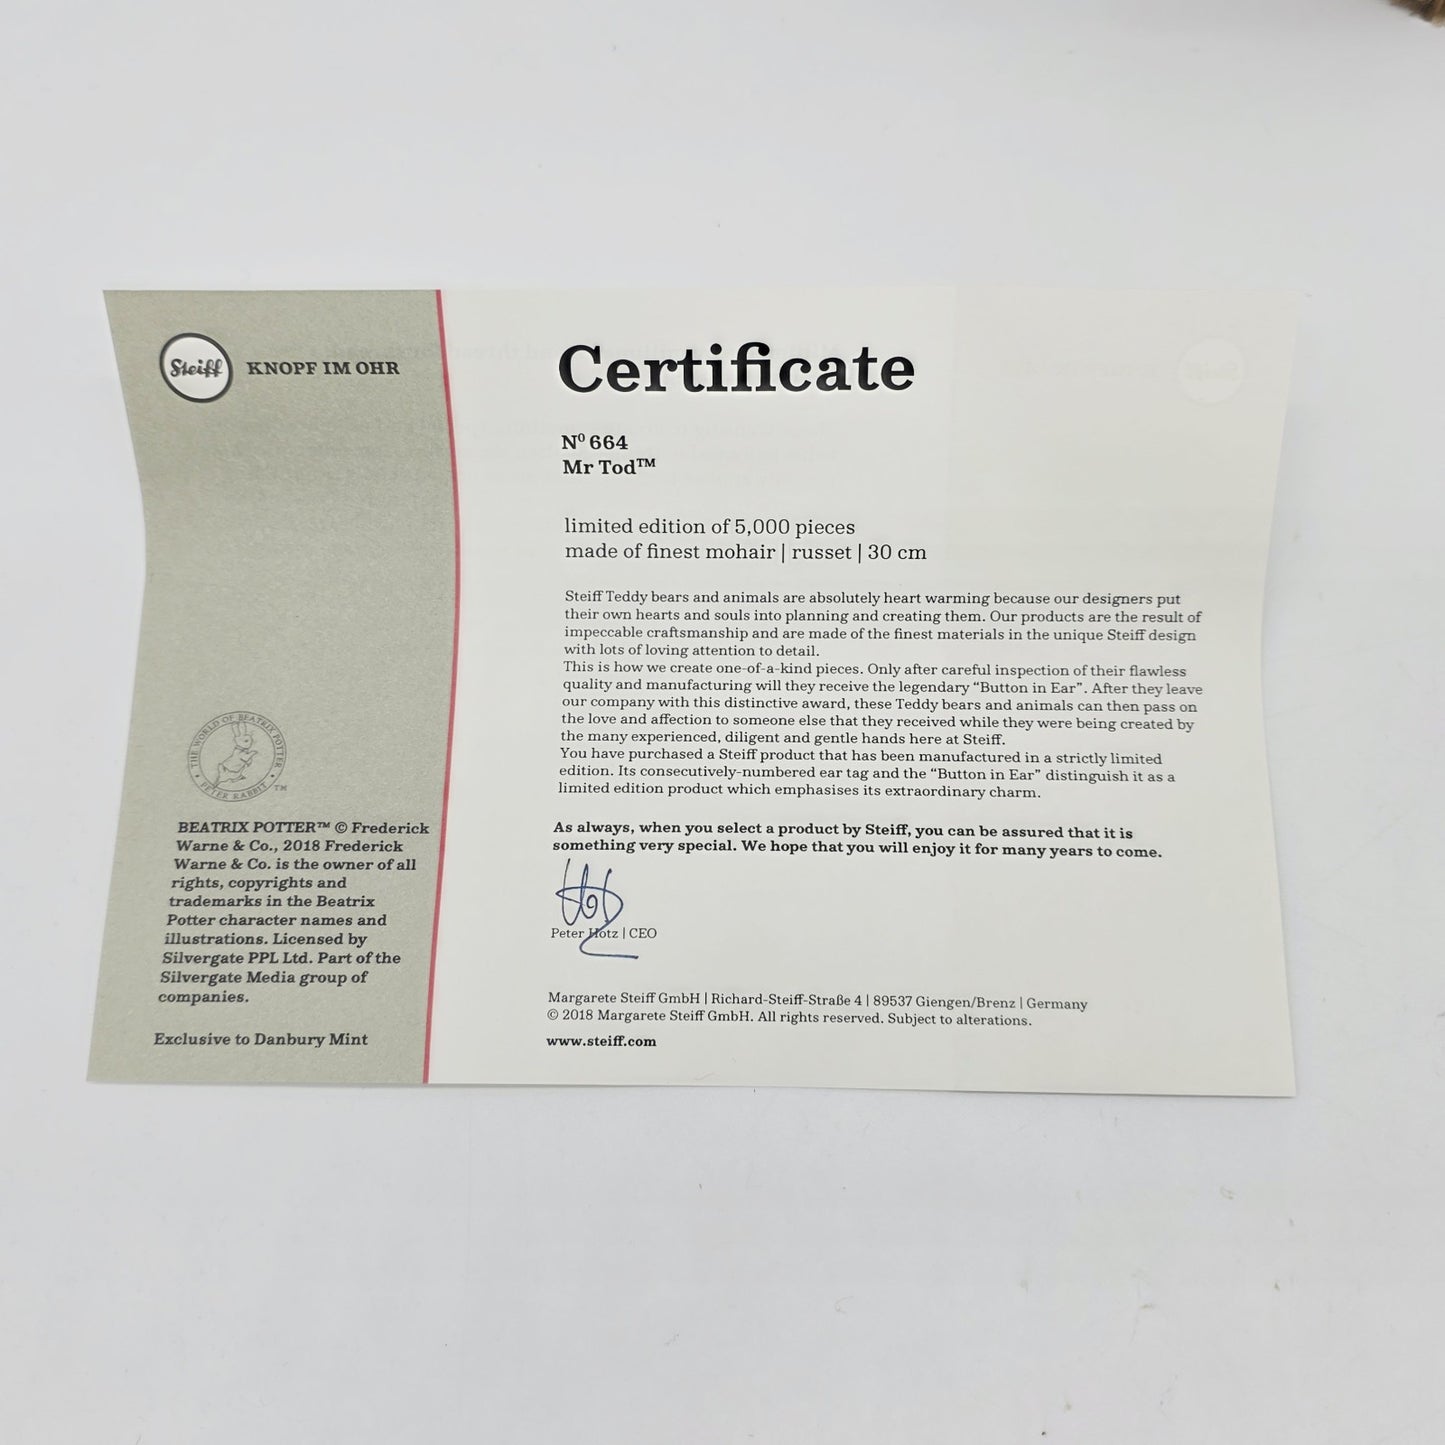 Steiff KNOPF IM OHR
THE WORLD OF BEATRIX POTTER
PETER RABBIT ™
BEATRIX POTTER™ © Frederick
Warne & Co., 2018 Frederick
Warne & Co. is the owner of all
rights, copyrights and
trademarks in the Beatrix
Potter character names and
illustrations. Licensed by
Silvergate PPL Ltd. Part of the
Silvergate Media group of
companies.
Exclusive to Danbury Mint
Certificate
Nº 664
Mr Tod™
limited edition of 5,000 pieces
made of finest mohair | russet | 30 cm
Steiff Teddy bears and animals are absolutely heart warming because our designers put
their own hearts and souls into planning and creating them. Our products are the result of
impeccable craftsmanship and are made of the finest materials in the unique Steiff design
with lots of loving attention to detail.
This is how we create one-of-a-kind pieces. Only after careful inspection of their flawless
quality and manufacturing will they receive the legendary “Button in Ear”. After they leave
our company with this distinctive award, these Teddy bears and animals can then pass on
the love and affection to someone else that they received while they were being created by
the many experienced, diligent and gentle hands here at Steiff.
You have purchased a Steiff product that has been manufactured in a strictly limited
edition. Its consecutively-numbered ear tag and the “Button in Ear” distinguish it as a
limited edition product which emphasises its extraordinary charm.
As always, when you select a product by Steiff, you can be assured that it is
something very special. We hope that you will enjoy it for many years to come.
Peter Hotz | CEO
Margarete Steiff GmbH | Richard-Steiff-Straße 4 | 89537 Giengen/Brenz | Germany
© 2018 Margarete Steiff GmbH. All rights reserved. Subject to alterations.
www.steiff.com